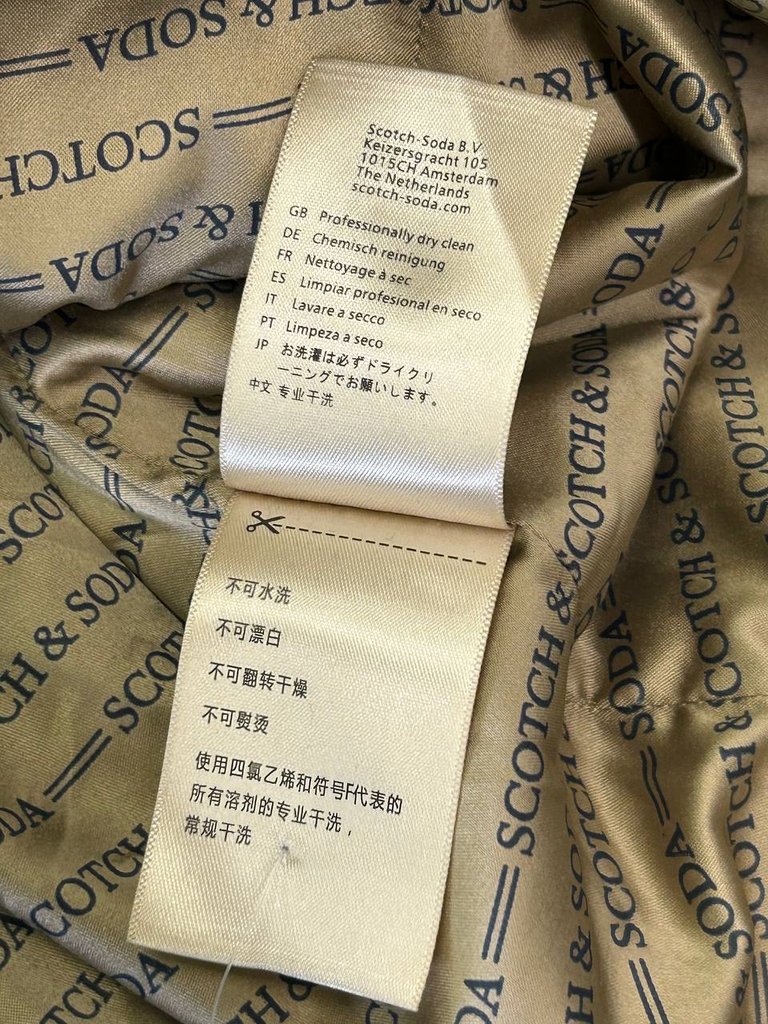 Scotch-Soda B.V
Keizersgracht 105
1015CH Amsterdam
The Netherlands
scotch-soda.com
GB Professionally dry clean
DE Chemisch reinigung
FR Nettoyage à sec
ES Limpiar profesional en seco
IT Lavare a secco
PT Limpeza a seco
JP お洗濯は必ずドライクリ
ーニングでお願いします。
中文 专业干洗
不可水洗
不可漂白
不可翻转干燥
不可熨烫
使用四氯乙烯和符号F代表的
所有溶剂的专业干洗，
常规干洗
SCOTCH & SODA
SCOTCH & SODA
SCOTCH & SODA
SCOTCH & SODA